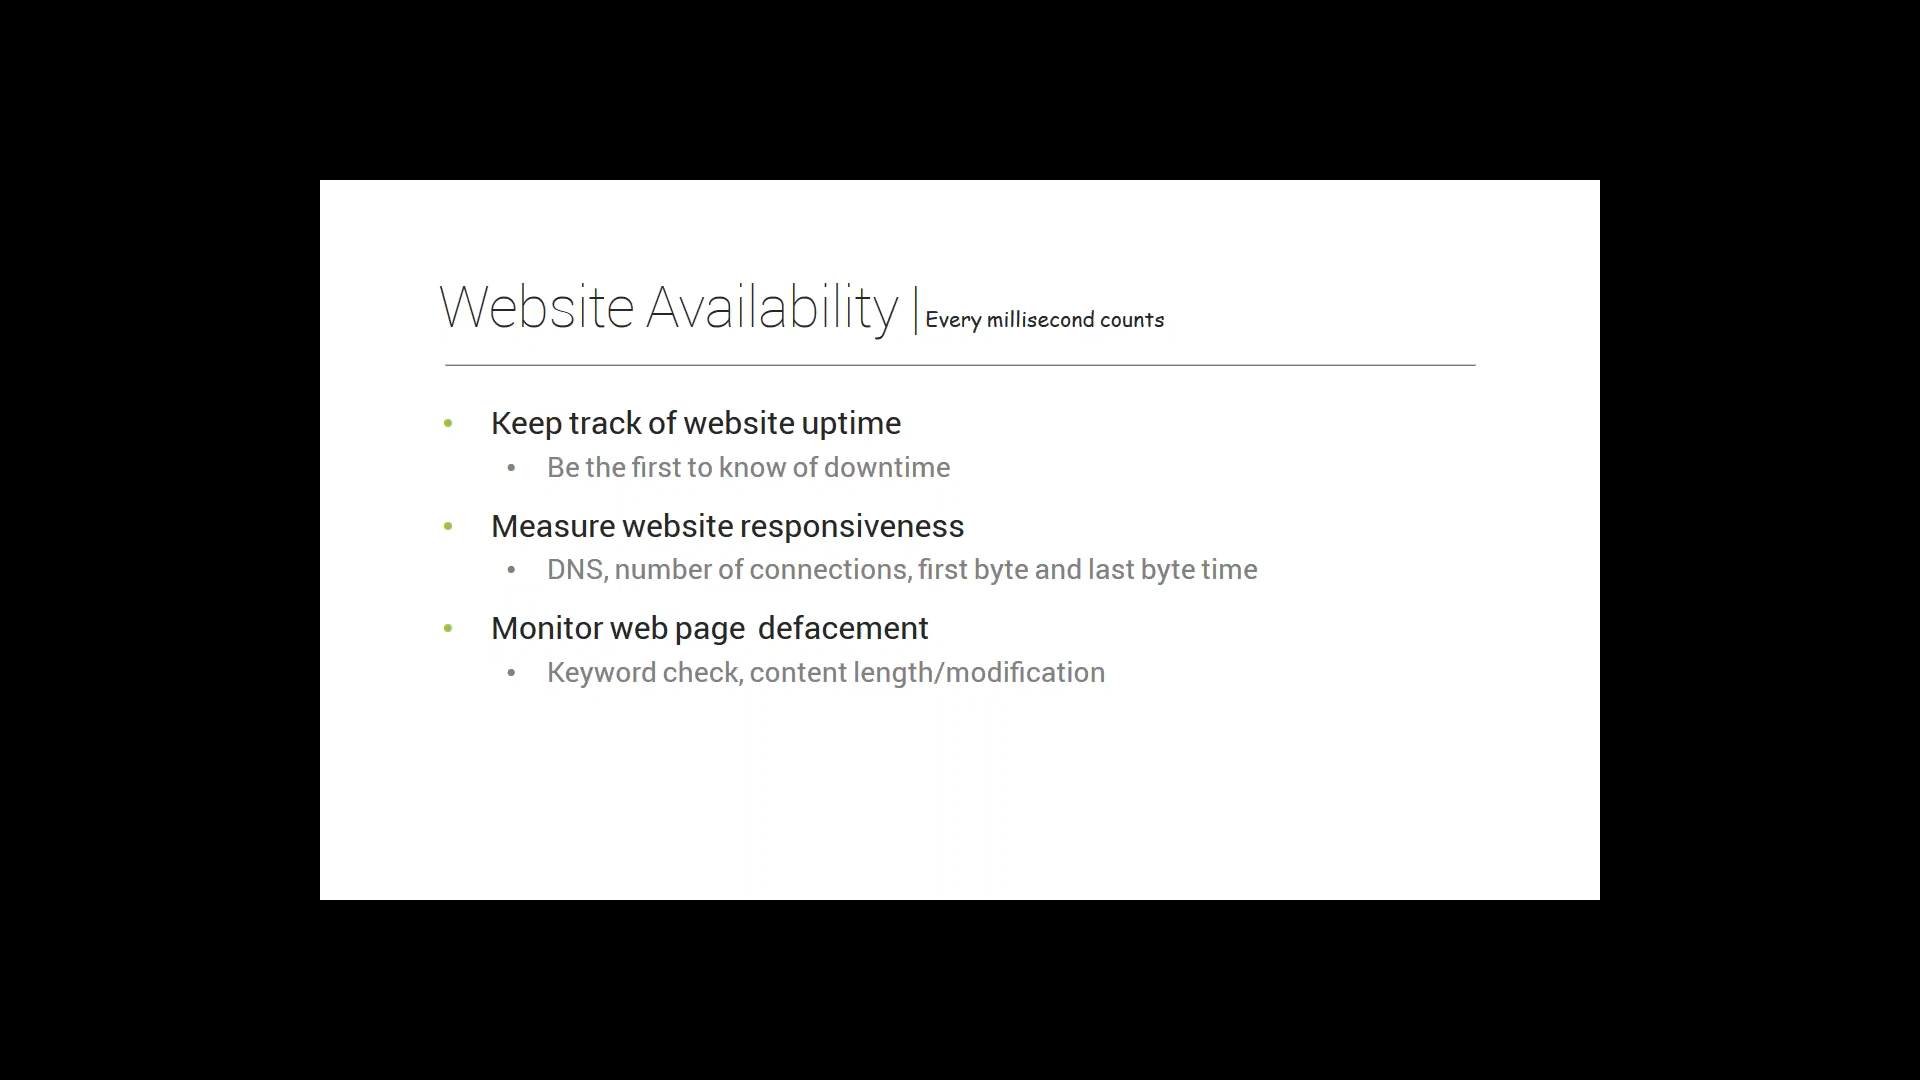 Website Availability | Every millisecond counts
• Keep track of website uptime
• Be the first to know of downtime
• Measure website responsiveness
• DNS, number of connections, first byte and last byte time
• Monitor web page  defacement
• Keyword check, content length/modification